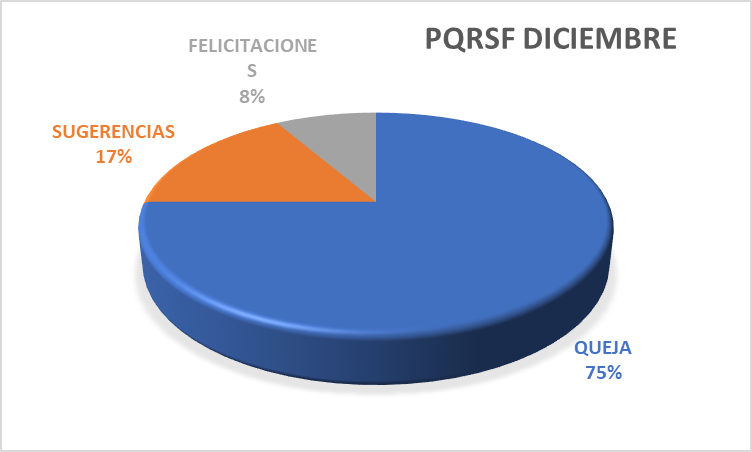 PQRSF DICIEMBRE
FELICITACIONE
S
8%
SUGERENCIAS
17%
QUEJA
75%